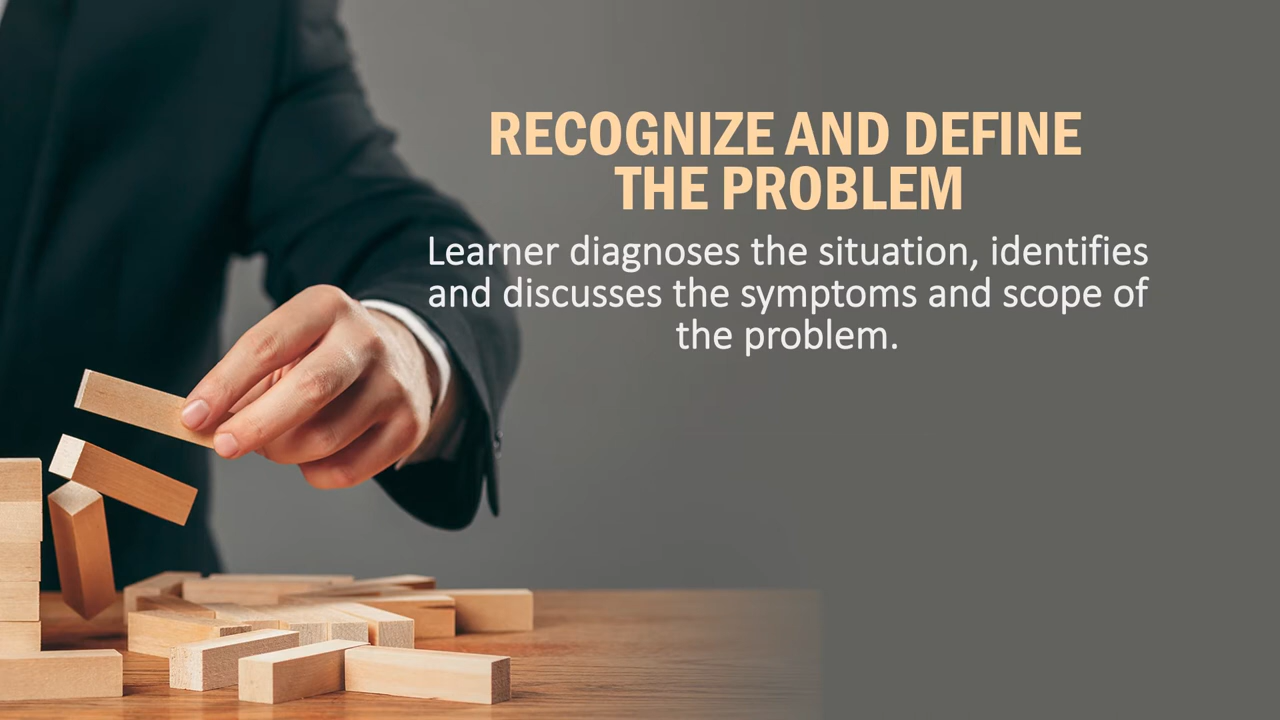 RECOGNIZE AND DEFINE
THE PROBLEM
Learner diagnoses the situation, identifies
and discusses the symptoms and scope of
the problem.